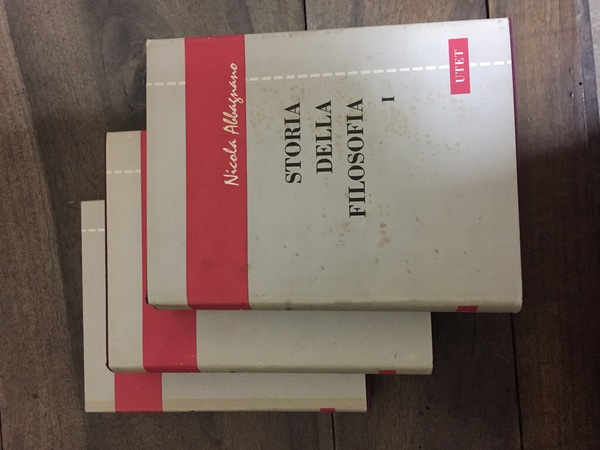 Nicola Abbagnano
STORIA
DELLA
FILOSOFIA
I
UTET